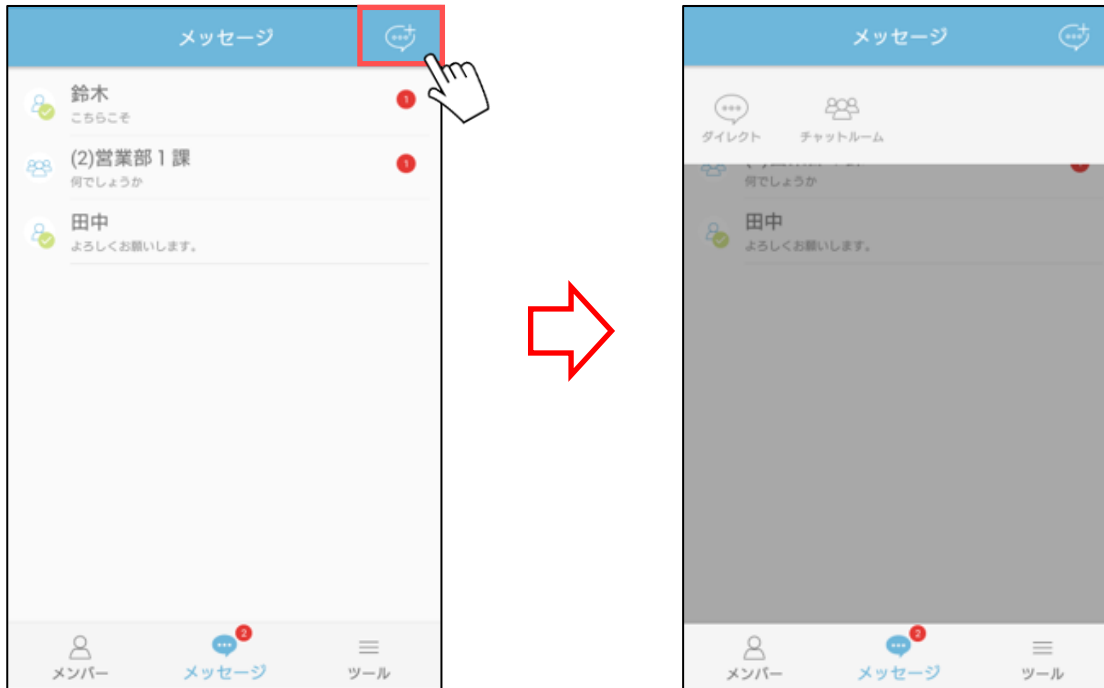 メッセージ
鈴木
こちらこそ
1
(2)営業部1課
何でしょうか
1
田中
よろしくお願いします。
2
メンバー
メッセージ
ツール
メッセージ
ダイレクト
チャットルーム
何でしょうか
田中
よろしくお願いします。
2
メンバー
メッセージ
ツール